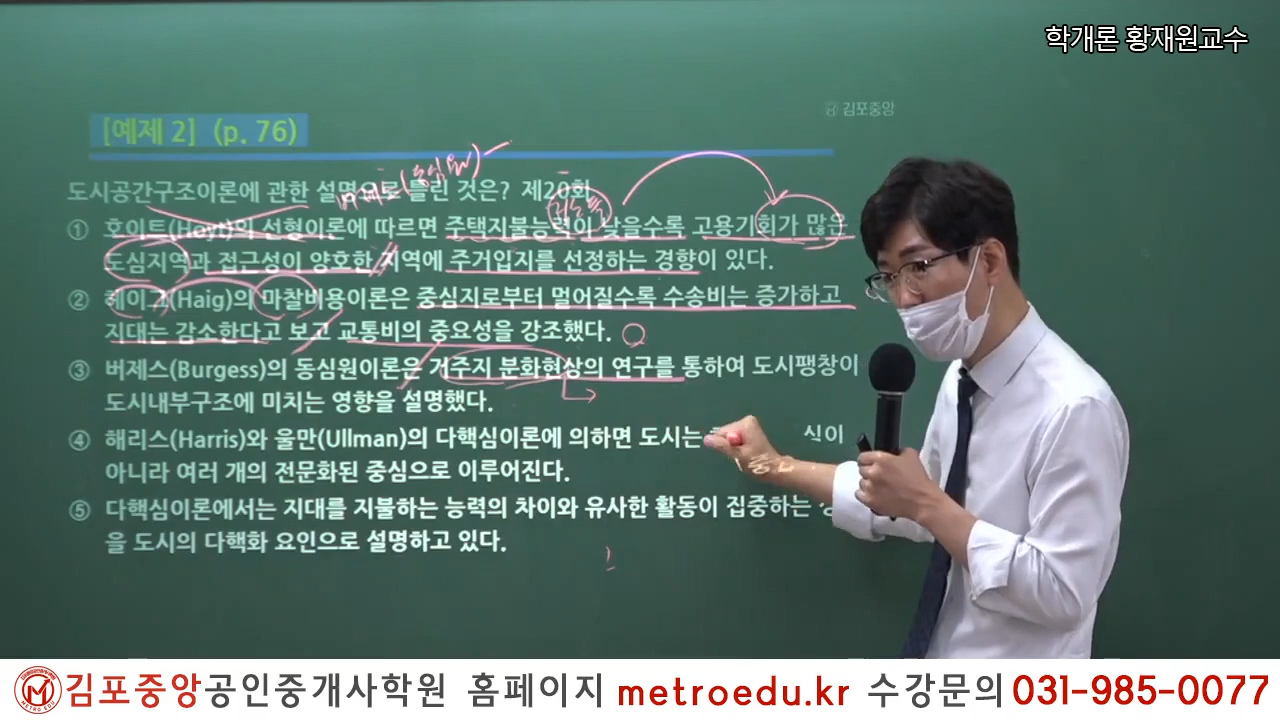 학개론 황재원교수
김포중앙
[예제 2] (p. 76)
도시공간구조이론에 관한 설명으로 틀린 것은? 제20회
① 호이트(Hoyt)의 선형이론에 따르면 주택지불능력이 낮을수록 고용기회가 많은
도심지역과 접근성이 양호한 지역에 주거입지를 선정하는 경향이 있다.
② 헤이그(Haig)의 마찰비용이론은 중심지로부터 멀어질수록 수송비는 증가하고
지대는 감소한다고 보고 교통비의 중요성을 강조했다.
③ 버제스(Burgess)의 동심원이론은 거주지 분화현상의 연구를 통하여 도시팽창이
도시내부구조에 미치는 영향을 설명했다.
④ 해리스(Harris)와 울만(Ullman)의 다핵심이론에 의하면 도시는 식이
아니라 여러 개의 전문화된 중심으로 이루어진다.
⑤ 다핵심이론에서는 지대를 지불하는 능력의 차이와 유사한 활동이 집중하는
을 도시의 다핵화 요인으로 설명하고 있다.
김포중앙공인중개사학원 홈페이지 metroedu.kr 수강문의 031-985-0077
METRO EDU